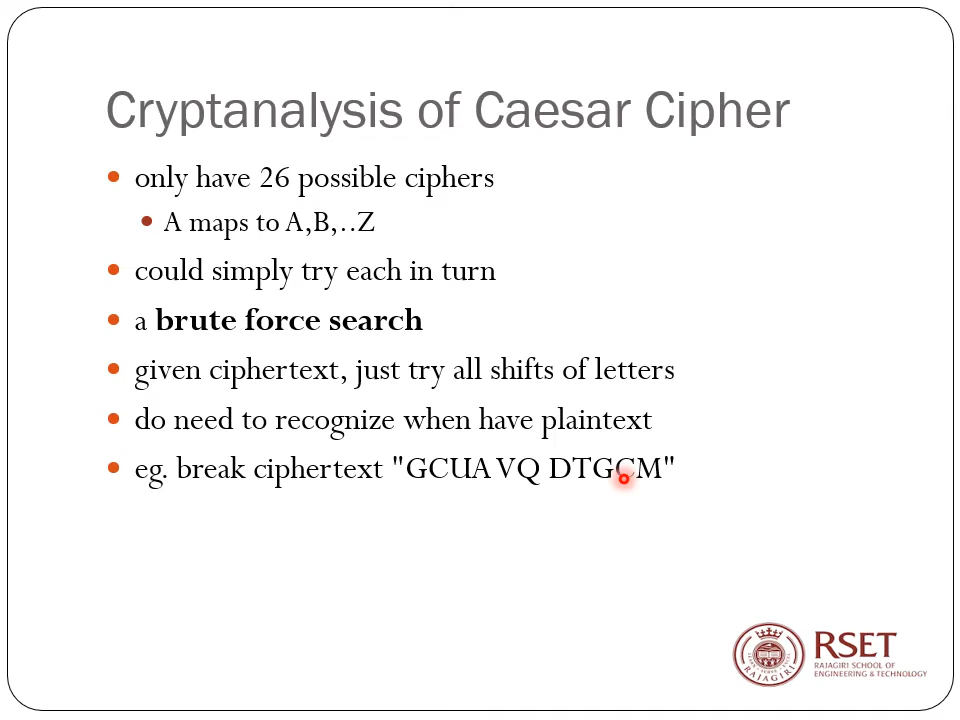 Cryptanalysis of Caesar Cipher
only have 26 possible ciphers
A maps to A,B,..Z
could simply try each in turn
a brute force search
given ciphertext, just try all shifts of letters
do need to recognize when have plaintext
eg. break ciphertext "GCUA VQ DTGCM"
RSET
RAJAGIRI SCHOOL OF
ENGINEERING & TECHNOLOGY
RAJAGIRI